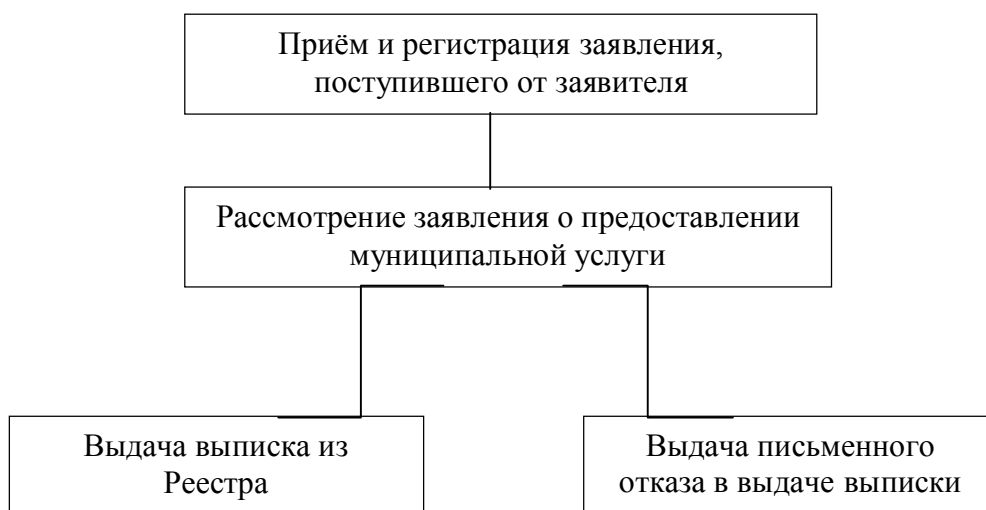 Приём и регистрация заявления,
поступившего от заявителя
Рассмотрение заявления о предоставлении
муниципальной услуги
Выдача выписка из
Реестра
Выдача письменного
отказа в выдаче выписки